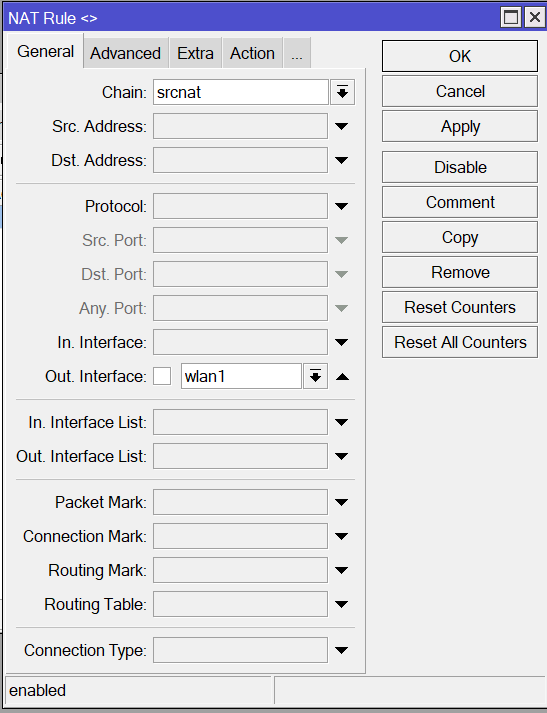 NAT Rule <>
General Advanced Extra Action ...
Chain: srcnat
Src. Address:
Dst. Address:
Protocol:
Src. Port:
Dst. Port:
Any. Port:
In. Interface:
Out. Interface: wlan1
In. Interface List:
Out. Interface List:
Packet Mark:
Connection Mark:
Routing Mark:
Routing Table:
Connection Type:
OK
Cancel
Apply
Disable
Comment
Copy
Remove
Reset Counters
Reset All Counters
enabled